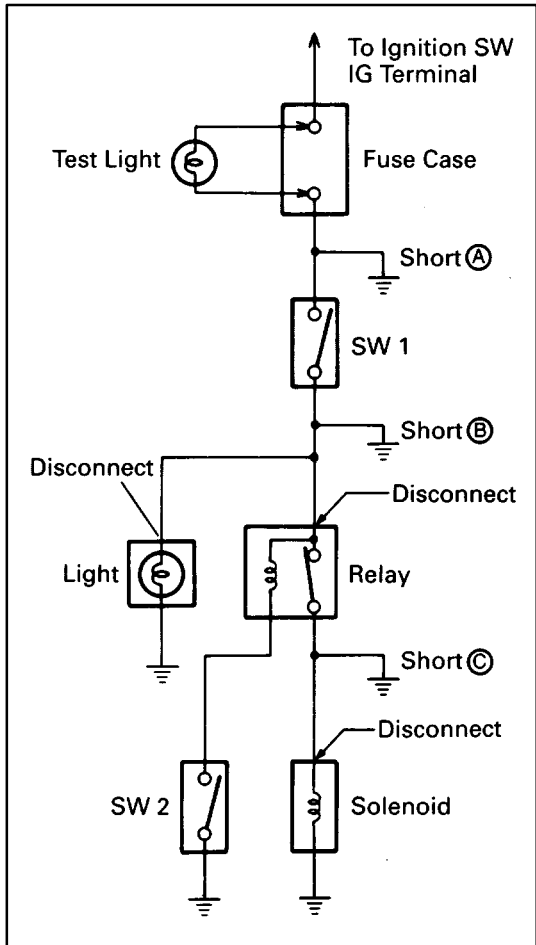 To Ignition SW
IG Terminal
Test Light
Fuse Case
Short Ⓐ
SW 1
Short Ⓑ
Disconnect
Disconnect
Light
Relay
Short Ⓒ
Disconnect
SW 2
Solenoid